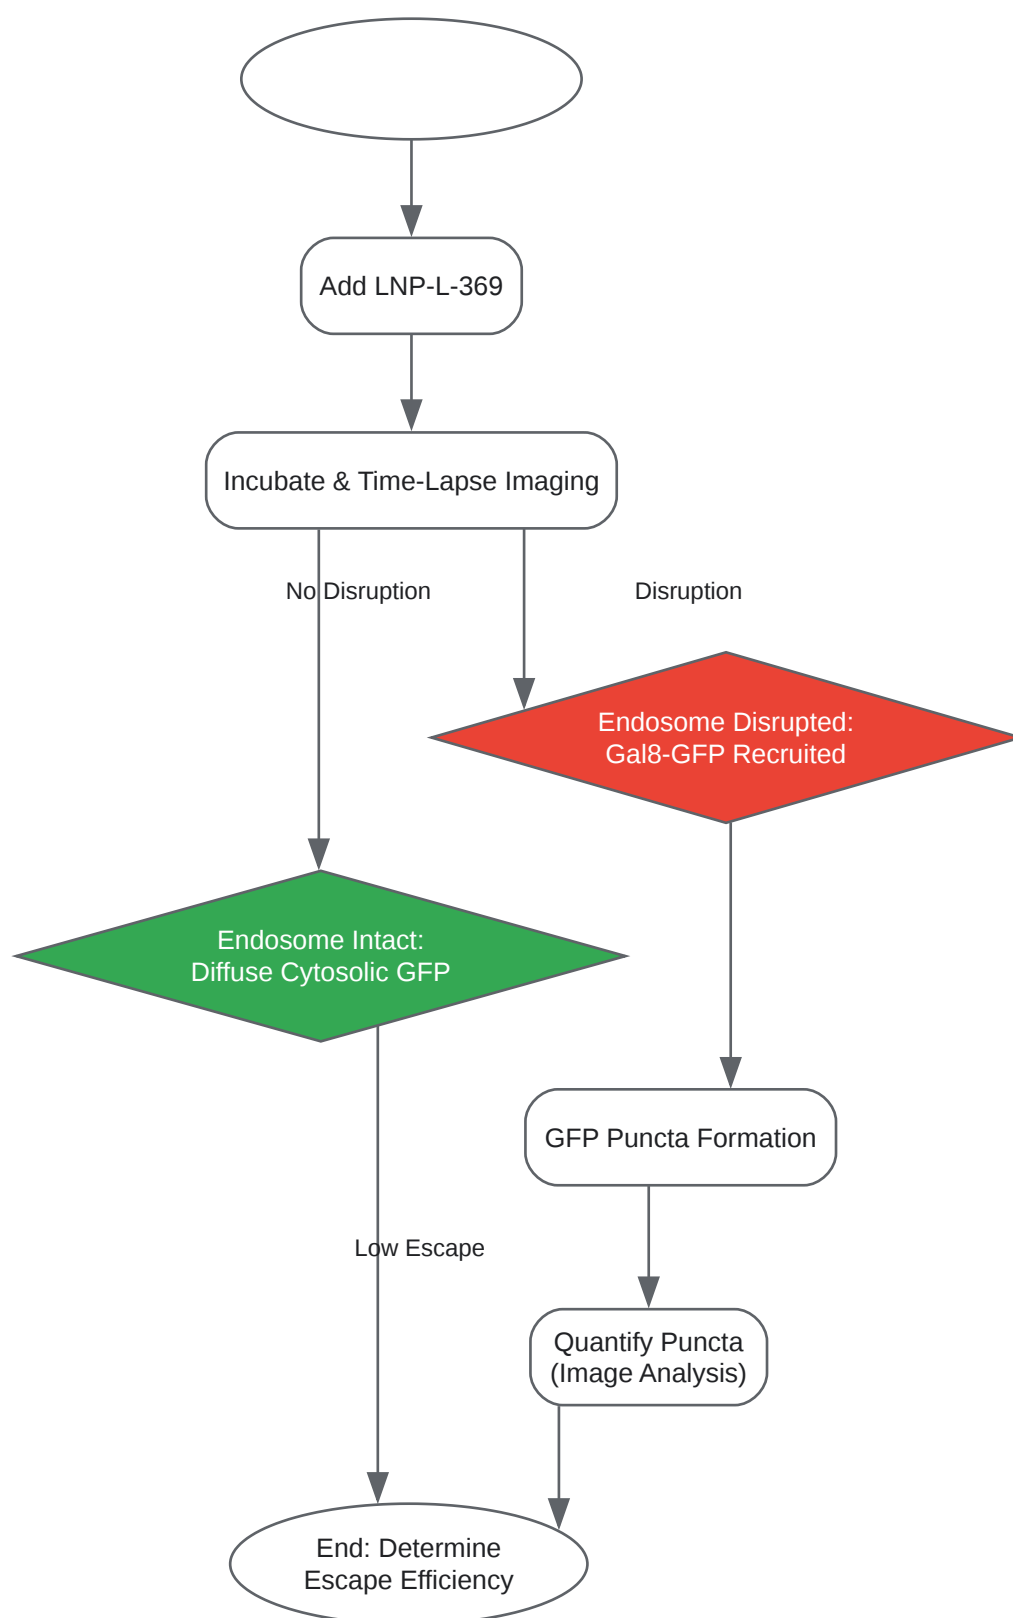 Add LNP-L-369
Incubate & Time-Lapse Imaging
No Disruption
Disruption
Endosome Disrupted:
Gal8-GFP Recruited
Endosome Intact:
Diffuse Cytosolic GFP
GFP Puncta Formation
Low Escape
Quantify Puncta
(Image Analysis)
End: Determine
Escape Efficiency